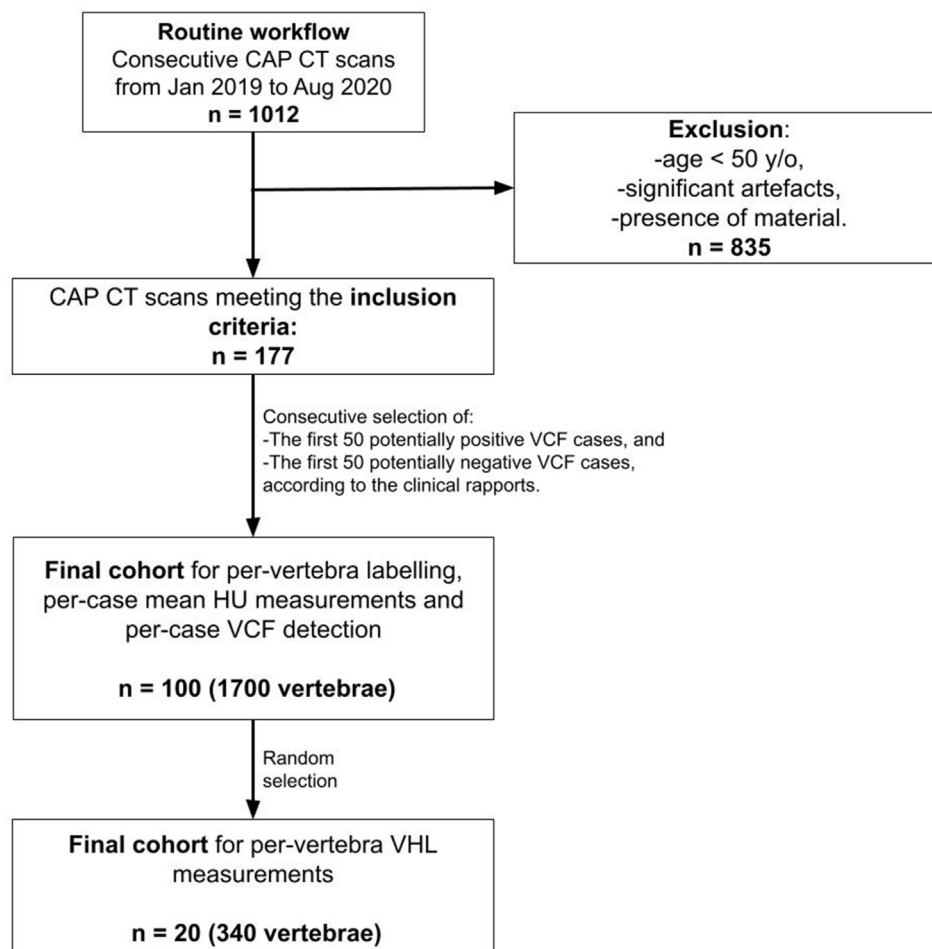 Routine workflow
Consecutive CAP CT scans
from Jan 2019 to Aug 2020
n = 1012
Exclusion:
-age < 50 y/o,
-significant artefacts,
-presence of material.
n = 835
CAP CT scans meeting the inclusion
criteria:
n = 177
Consecutive selection of:
-The first 50 potentially positive VCF cases, and
-The first 50 potentially negative VCF cases,
according to the clinical rapports.
Final cohort for per-vertebra labelling,
per-case mean HU measurements and
per-case VCF detection
n = 100 (1700 vertebrae)
Random
selection
Final cohort for per-vertebra VHL
measurements
n = 20 (340 vertebrae)